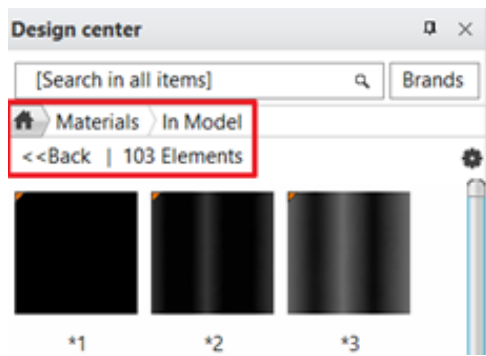 Design center
[Search in all items] Brands
Materials In Model
<<Back | 103 Elements
*1 *2 *3